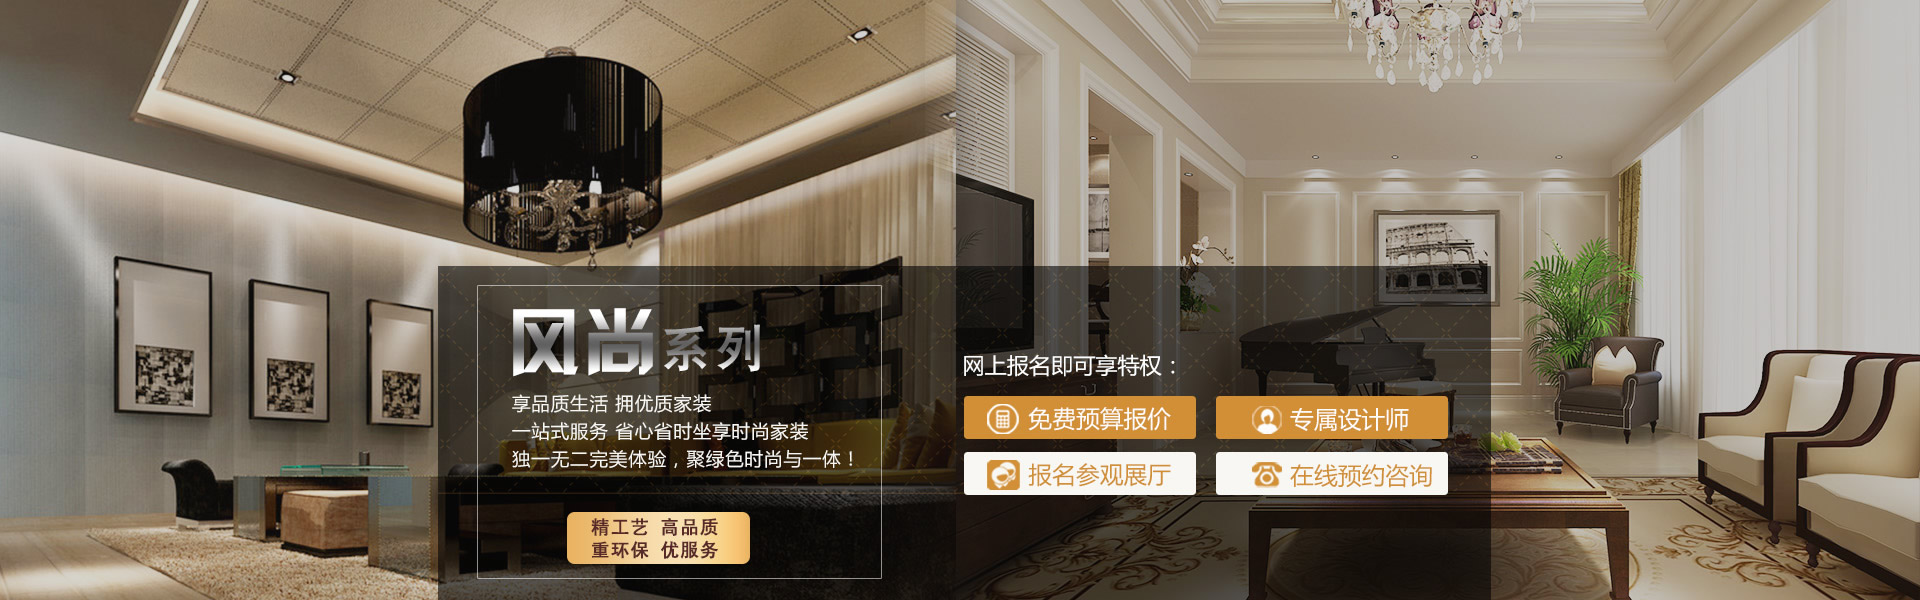 风尚系列
享品质生活 拥优质家装
一站式服务 省心省时坐享时尚家装
独一无二完美体验，聚绿色时尚与一体！
精工艺 高品质
重环保 优服务
网上报名即可享特权：
免费预算报价
专属设计师
报名参观展厅
在线预约咨询